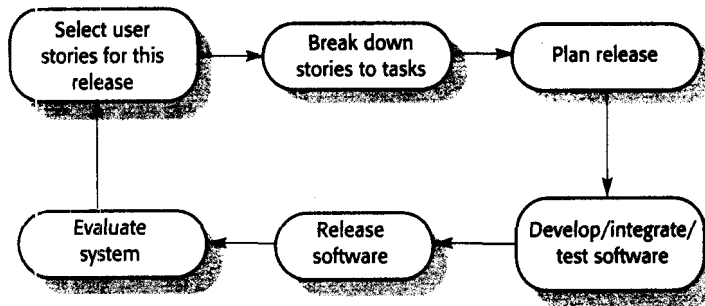 Select user
stories for this
release
Break down
stories to tasks
Plan release
Evaluate
system
Release
software
Develop/integrate/
test software